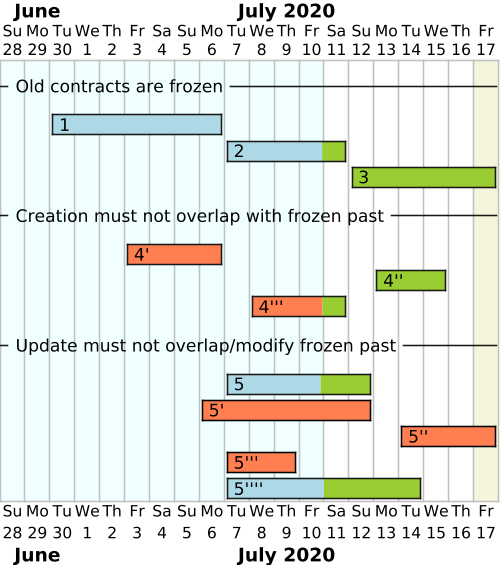 June July 2020
Su Mo Tu We Th Fr Sa Su Mo Tu We Th Fr Sa Su Mo Tu We Th Fr
28 29 30 1 2 3 4 5 6 7 8 9 10 11 12 13 14 15 16 17
Old contracts are frozen
1
2
3
Creation must not overlap with frozen past
4'
4''
4'''
Update must not overlap/modify frozen past
5
5'
5''
5'''
5''''
Su Mo Tu We Th Fr Sa Su Mo Tu We Th Fr Sa Su Mo Tu We Th Fr
28 29 30 1 2 3 4 5 6 7 8 9 10 11 12 13 14 15 16 17
June July 2020